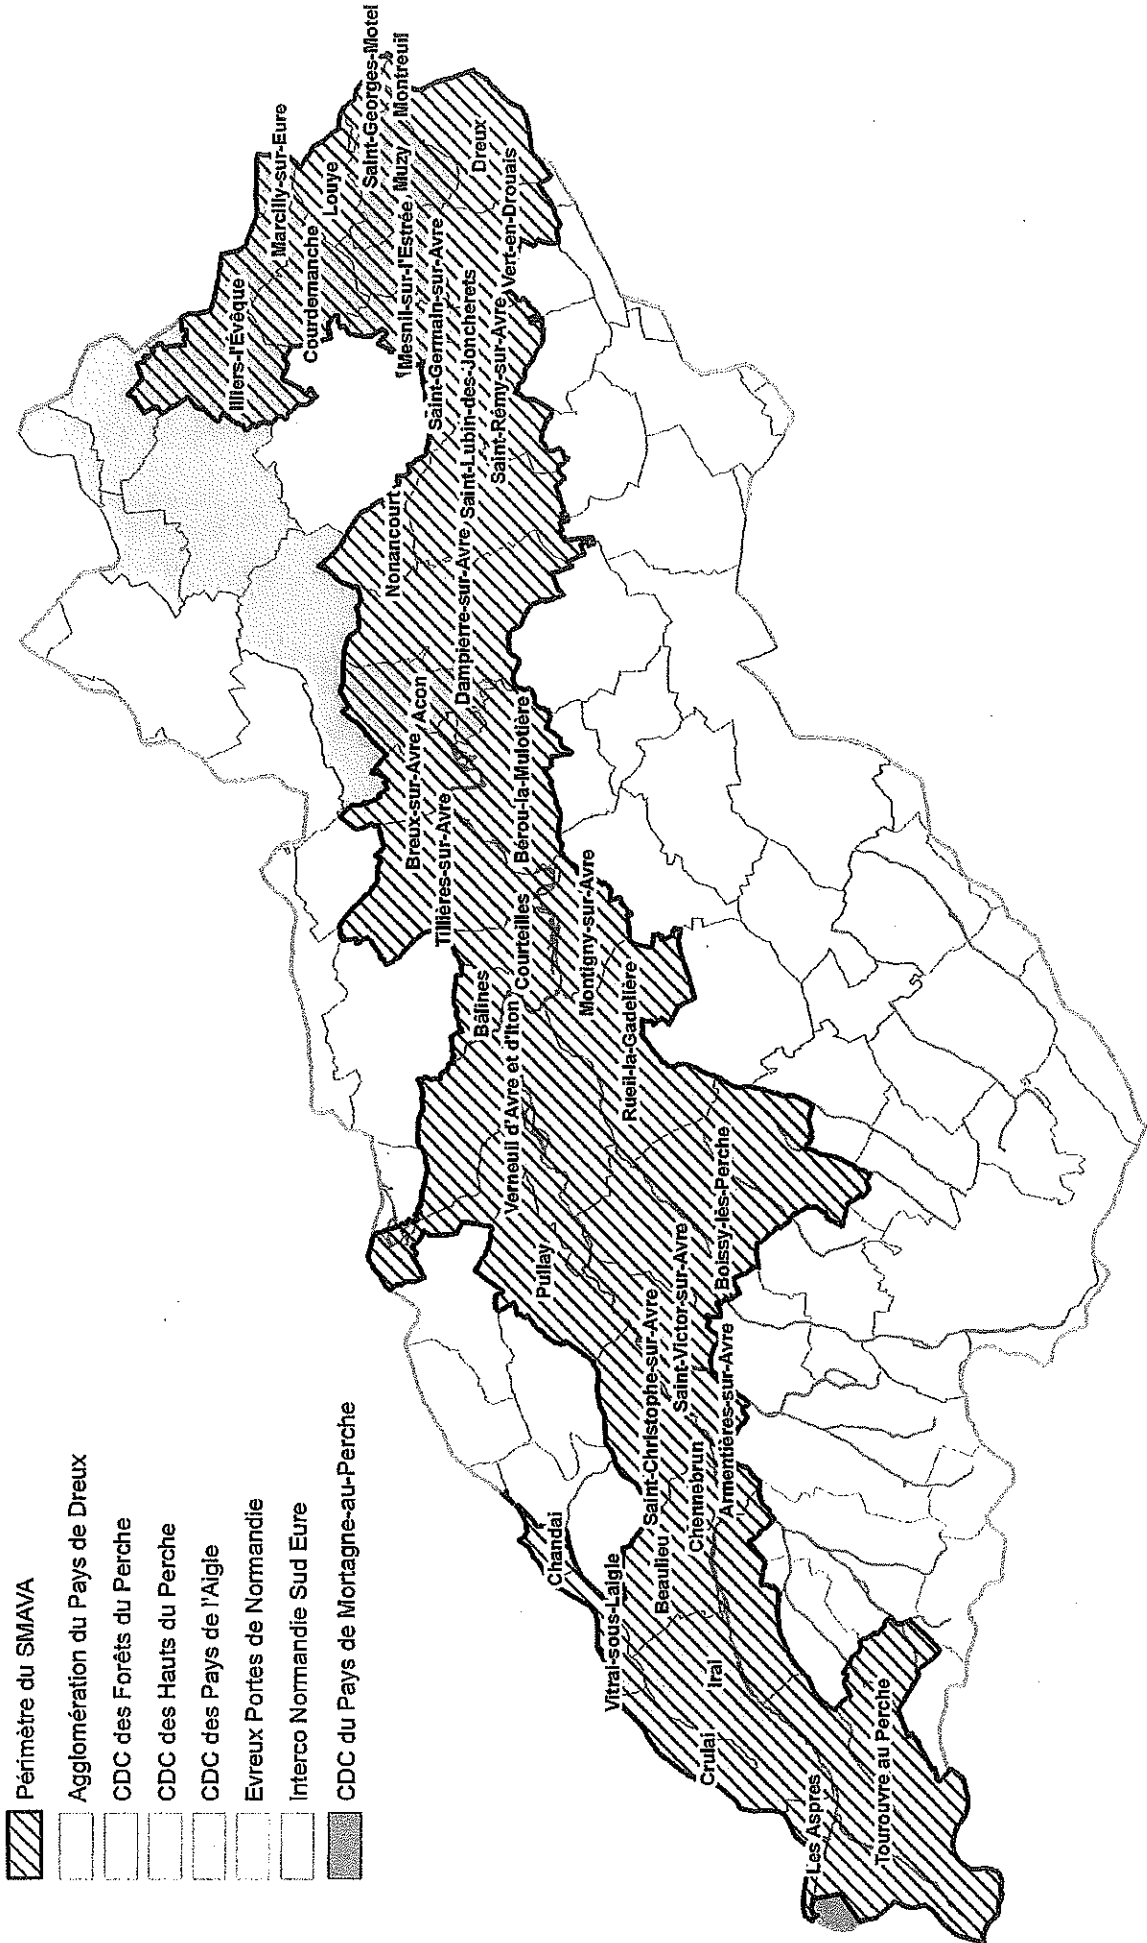 Périmètre du SMAVA
Agglomération du Pays de Dreux
CDC des Forêts du Perche
CDC des Hauts du Perche
CDC des Pays de l'Aigle
Evreux Portes de Normandie
Interco Normandie Sud Eure
CDC du Pays de Mortagne-au-Perche
Illiers-l'Évêque
Marcilly-sur-Eure
Courdemanche
Louye
Saint-Georges-Motel
Mesnil-sur-l'Estrée
Muzy
Montreuil
Nonancourt
Saint-Germain-sur-Avre
Dreux
Breux-sur-Avre
Acon
Saint-Lubin-des-Joncherets
Tillières-sur-Avre
Dampierre-sur-Avre
Saint-Rémy-sur-Avre
Vert-en-Drouais
Bâlines
Verneuil d'Avre et d'Iton
Courteilles
Bérou-la-Mulotière
Pullay
Chandai
Montigny-sur-Avre
Vitrai-sous-Laigle
Rueil-la-Gadelière
Saint-Christophe-sur-Avre
Beaulieu
Saint-Victor-sur-Avre
Chennebrun
Crulai
Irai
Armentières-sur-Avre
Boissy-lès-Perche
Les Aspres
Tourouvre au Perche